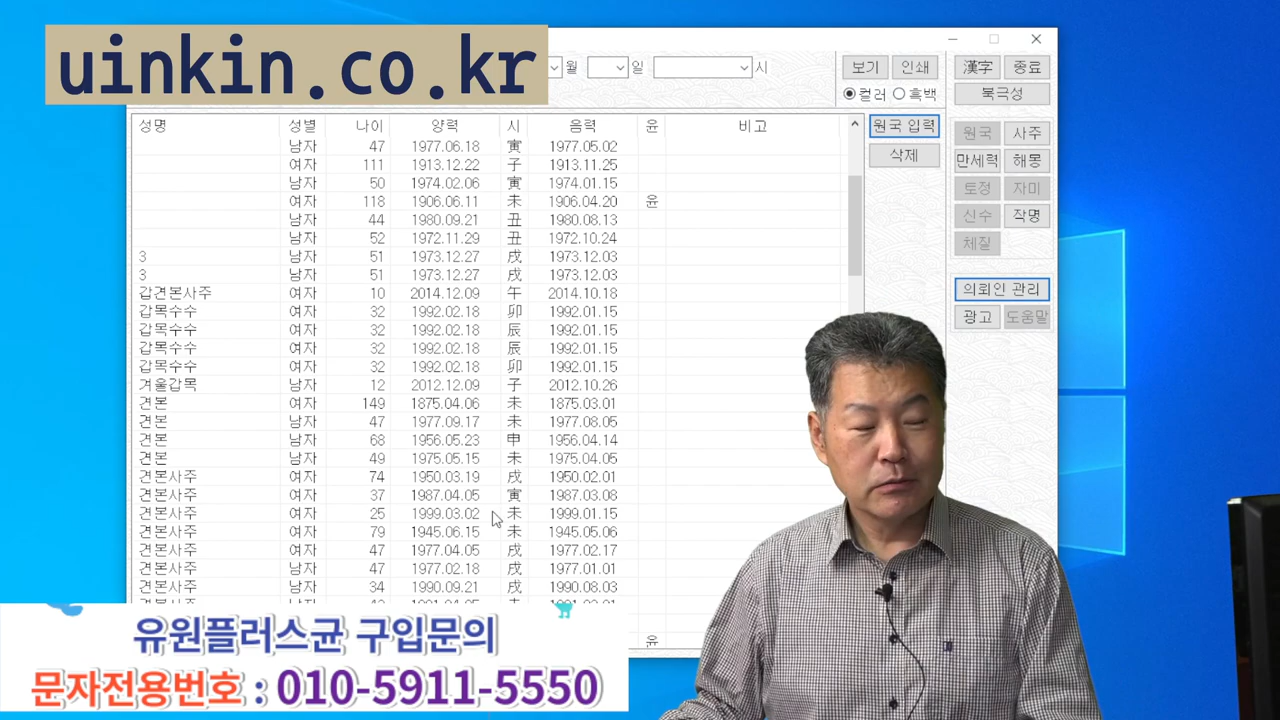 uinkin.co.kr
월 일 시 보기 인쇄 漢字 종료
컬러 흑백 북극성
성명 성별 나이 양력 시 음력 윤 비고 원국 입력 원국 사주
남자 47 1977.06.18 寅 1977.05.02
여자 111 1913.12.22 子 1913.11.25 삭제 만세력 해몽
남자 50 1974.02.06 寅 1974.01.15 토정 자미
여자 118 1906.06.11 未 1906.04.20 윤
남자 44 1980.09.21 丑 1980.08.13 신수 작명
남자 52 1972.11.29 丑 1972.10.24 체질
3 남자 51 1973.12.27 戌 1973.12.03
3 남자 51 1973.12.27 戌 1973.12.03
갑견본사주 여자 10 2014.12.09 午 2014.10.18 의뢰인 관리
갑목수수 여자 32 1992.02.18 卯 1992.01.15 광고 도움말
갑목수수 여자 32 1992.02.18 辰 1992.01.15
갑목수수 여자 32 1992.02.18 辰 1992.01.15
갑목수수 여자 32 1992.02.18 卯 1992.01.15
겨울갑목 남자 12 2012.12.09 子 2012.10.26
견본 여자 149 1875.04.06 未 1875.03.01
견본 남자 47 1977.09.17 未 1977.08.05
견본 남자 68 1956.05.23 申 1956.04.14
견본 남자 49 1975.05.15 未 1975.04.05
견본사주 여자 74 1950.03.19 戌 1950.02.01
견본사주 여자 37 1987.04.05 寅 1987.03.08
견본사주 여자 25 1999.03.02 未 1999.01.15
견본사주 여자 79 1945.06.15 未 1945.05.06
견본사주 여자 47 1977.04.05 戌 1977.02.17
견본사주 남자 47 1977.02.18 戌 1977.01.01
견본사주 남자 34 1990.09.21 戌 1990.08.03
윤
유원플러스균 구입문의
문자전용번호 : 010-5911-5550